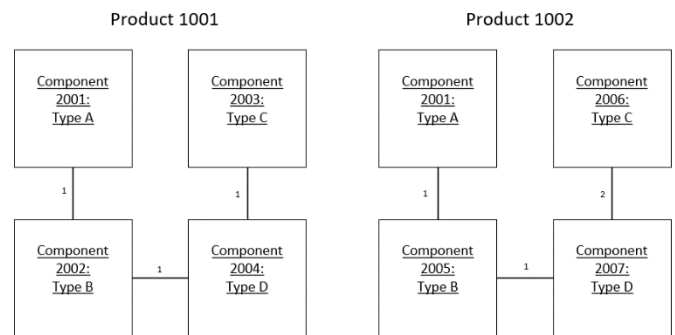 Product 1001
Component
2001:
Type A
Component
2003:
Type C
1
1
Component
2002:
Type B
1
Component
2004:
Type D
Product 1002
Component
2001:
Type A
Component
2006:
Type C
1
2
Component
2005:
Type B
1
Component
2007:
Type D